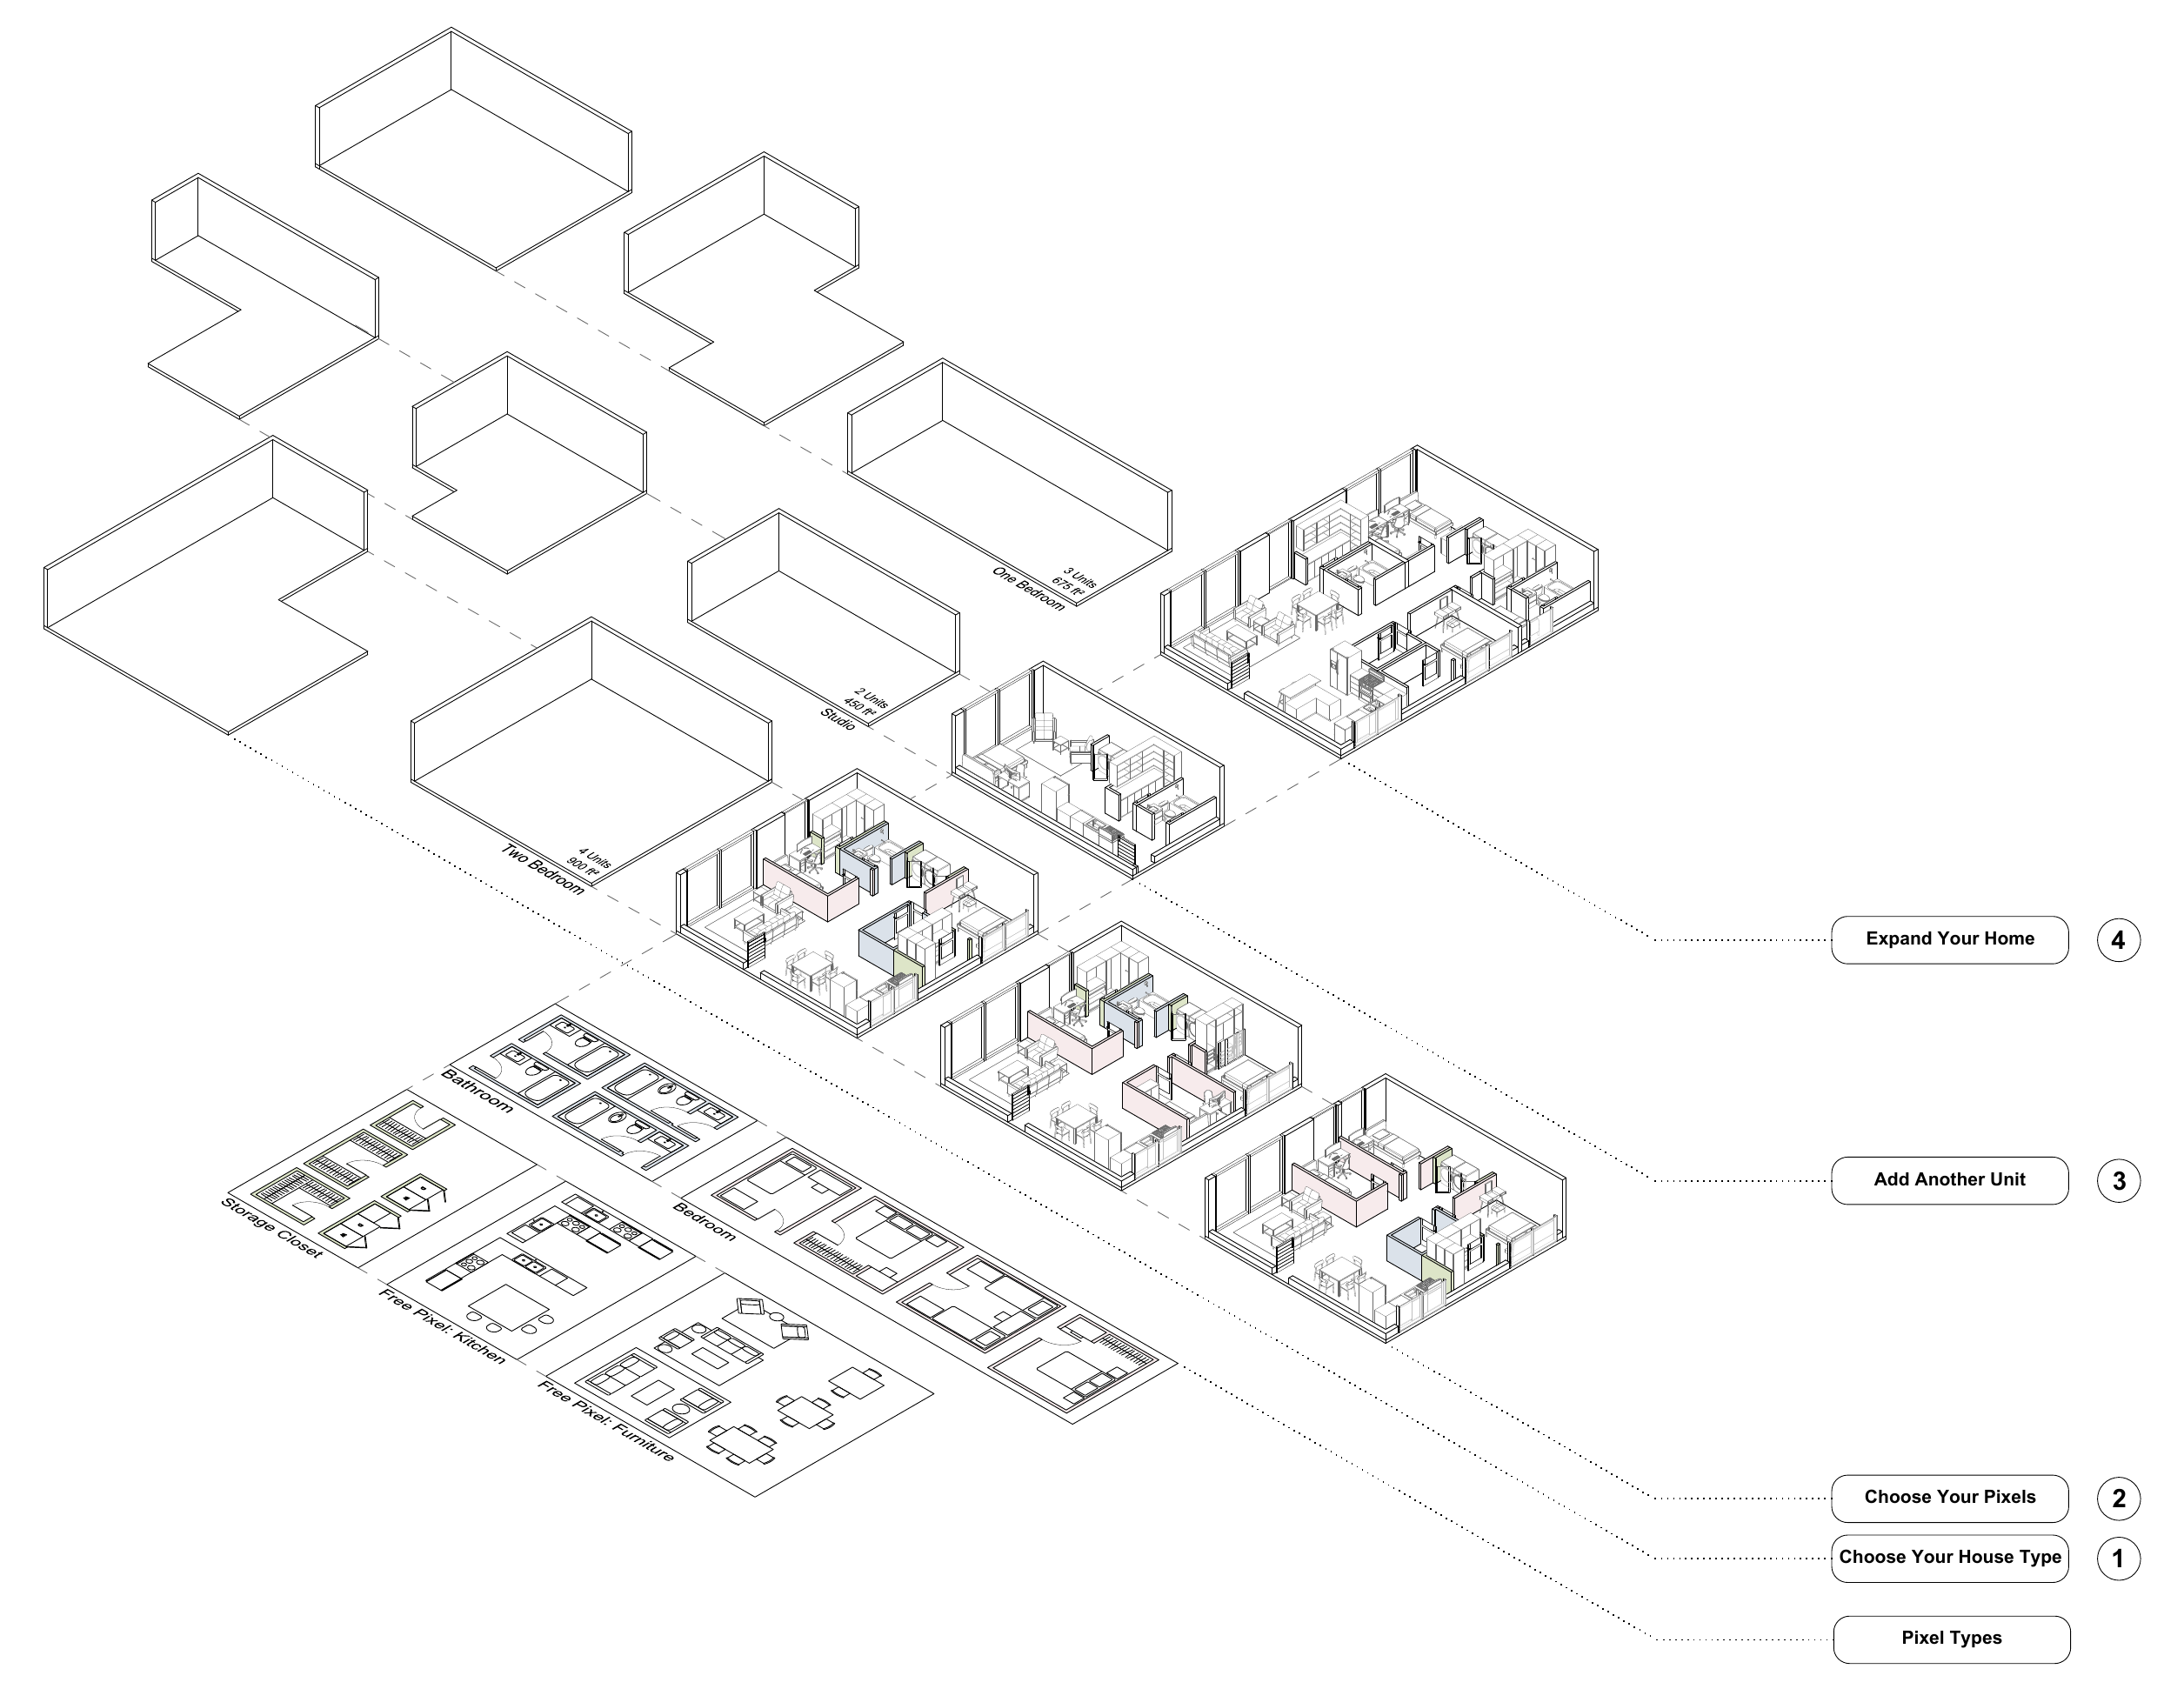 3 Units
675 ft²
One Bedroom
2 Units
450 ft²
Studio
4 Units
900 ft²
Two Bedroom
Bathroom
Bedroom
Storage Closet
Free Pixel: Kitchen
Free Pixel: Furniture
Expand Your Home 4
Add Another Unit 3
Choose Your Pixels 2
Choose Your House Type 1
Pixel Types